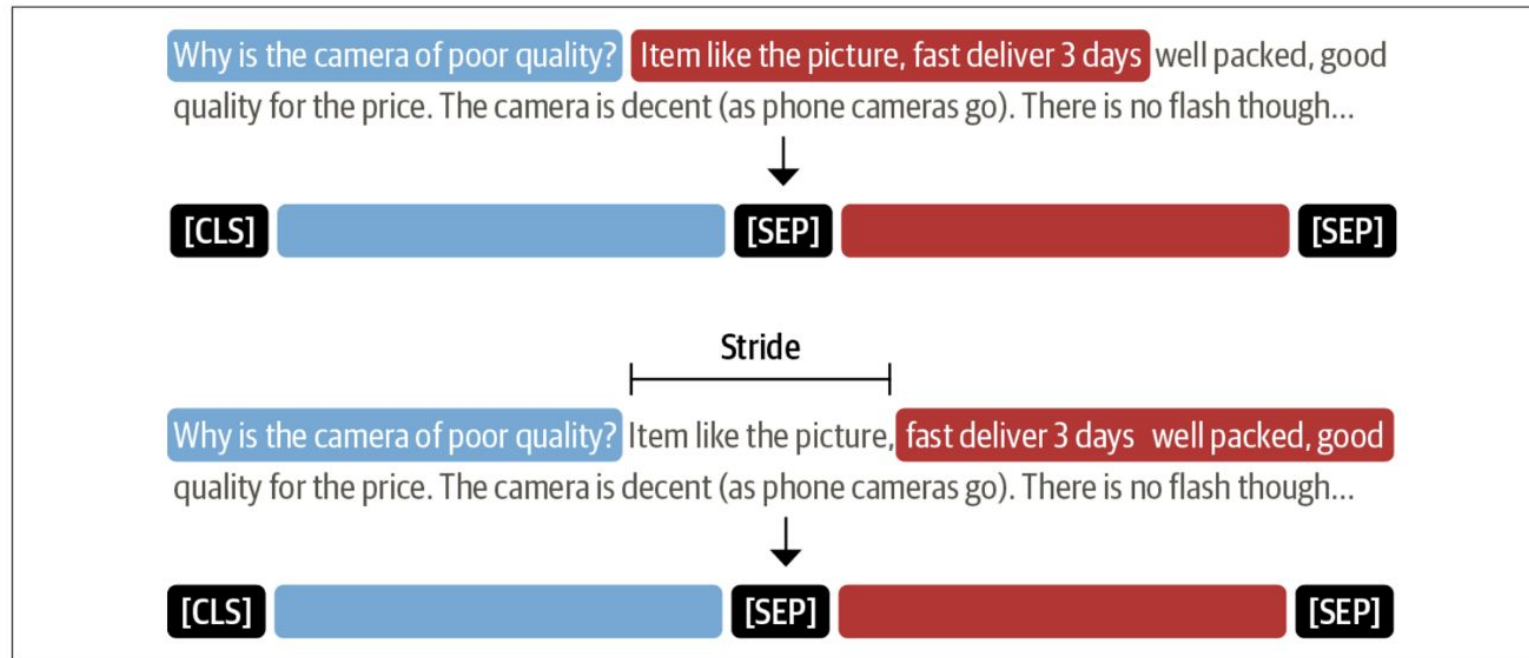 Why is the camera of poor quality? Item like the picture, fast deliver 3 days well packed, good
quality for the price. The camera is decent (as phone cameras go). There is no flash though...
[CLS] [SEP] [SEP]
Stride
Why is the camera of poor quality? Item like the picture, fast deliver 3 days well packed, good
quality for the price. The camera is decent (as phone cameras go). There is no flash though...
[CLS] [SEP] [SEP]